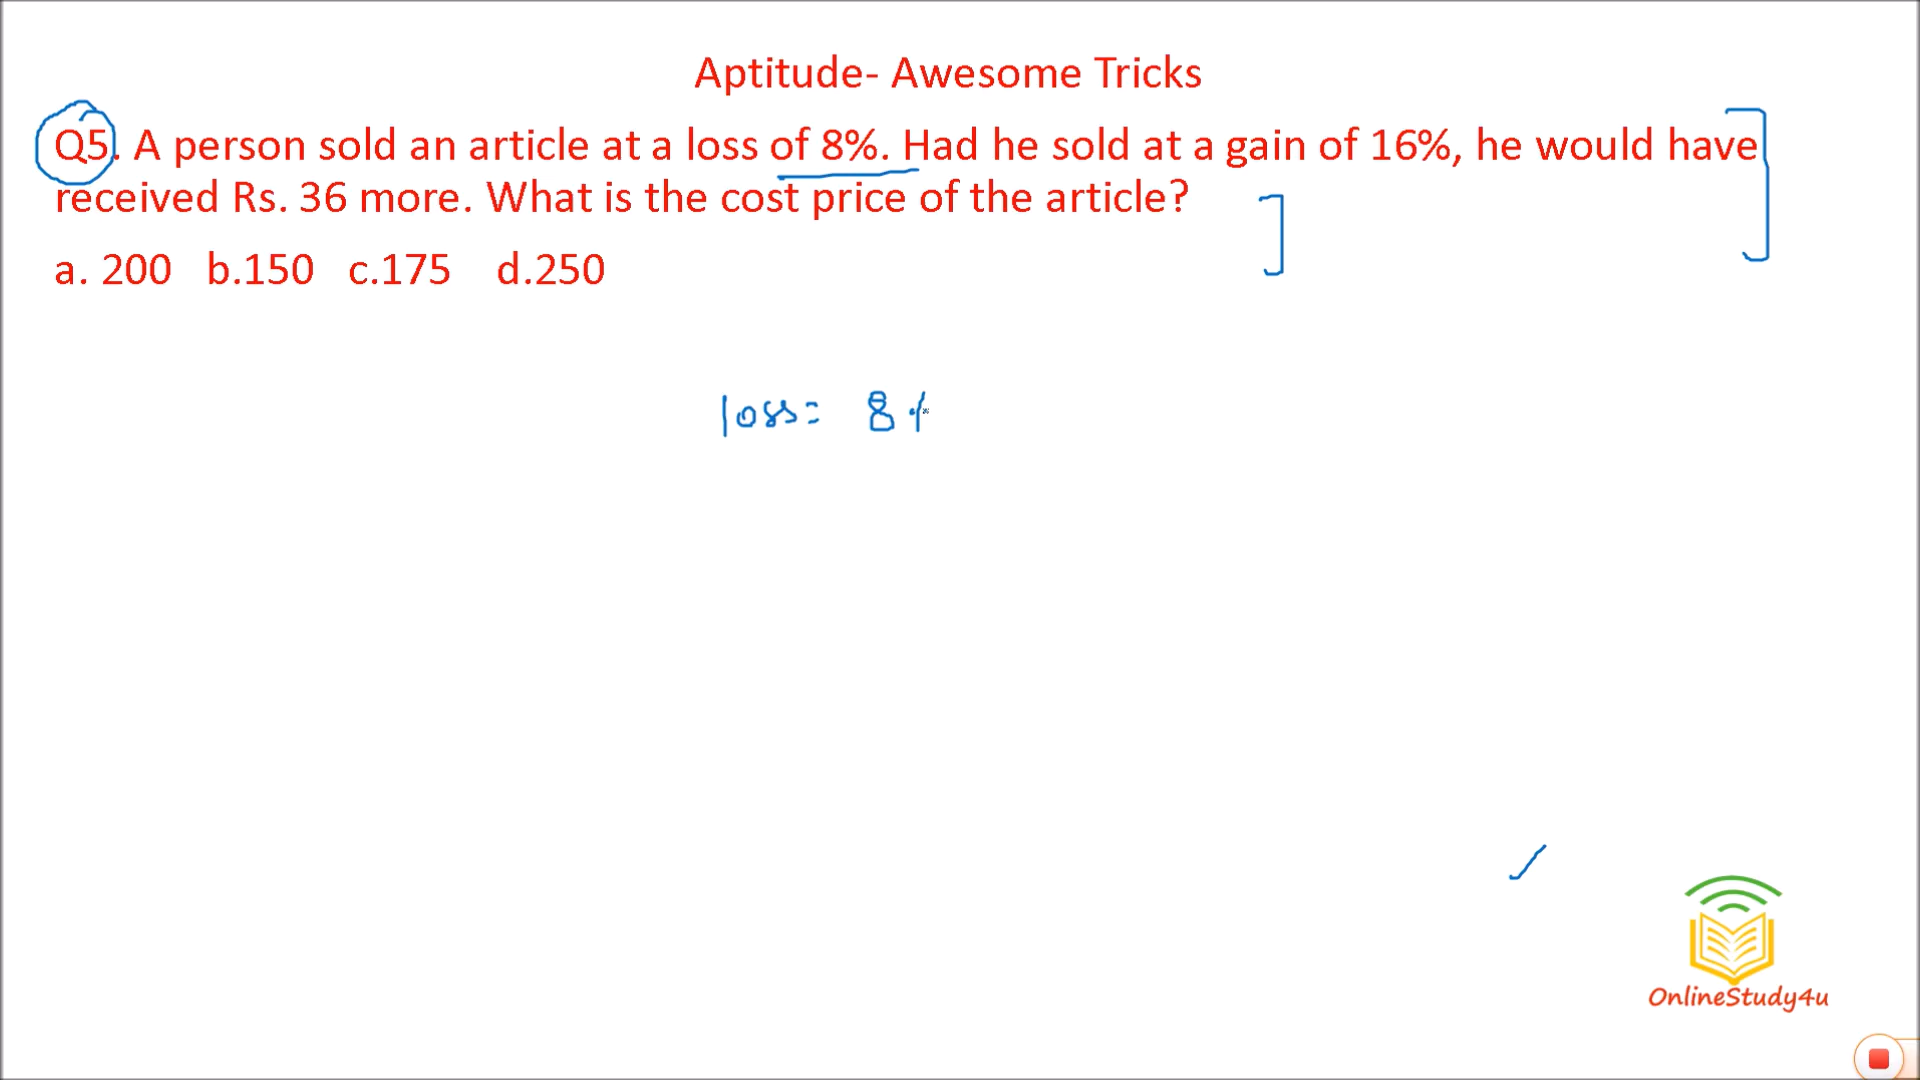 Aptitude- Awesome Tricks
Q5. A person sold an article at a loss of 8%. Had he sold at a gain of 16%, he would have
received Rs. 36 more. What is the cost price of the article?
a. 200 b.150 c.175 d.250
loss= 8%
OnlineStudy4u